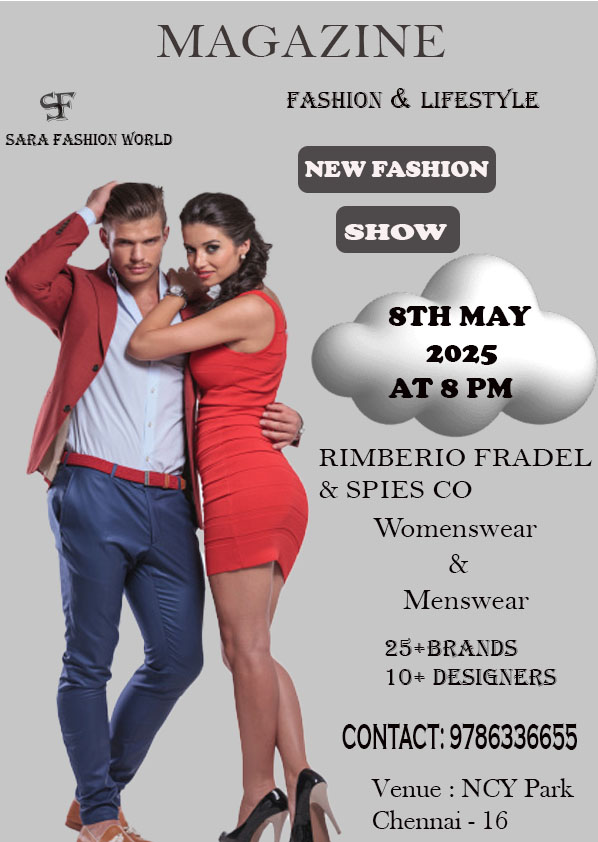 MAGAZINE
FASHION & LIFESTYLE
SF
SARA FASHION WORLD
NEW FASHION
SHOW
8TH MAY
2025
AT 8 PM
RIMBERIO FRADEL
& SPIES CO
Womenswear
&
Menswear
25+BRANDS
10+ DESIGNERS
CONTACT: 9786336655
Venue : NCY Park
Chennai - 16